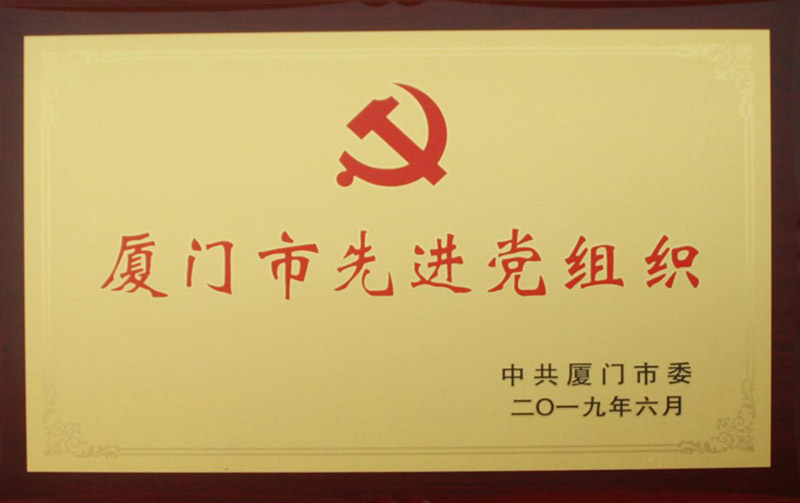 厦门市先进党组织
中共厦门市委
二〇一九年六月